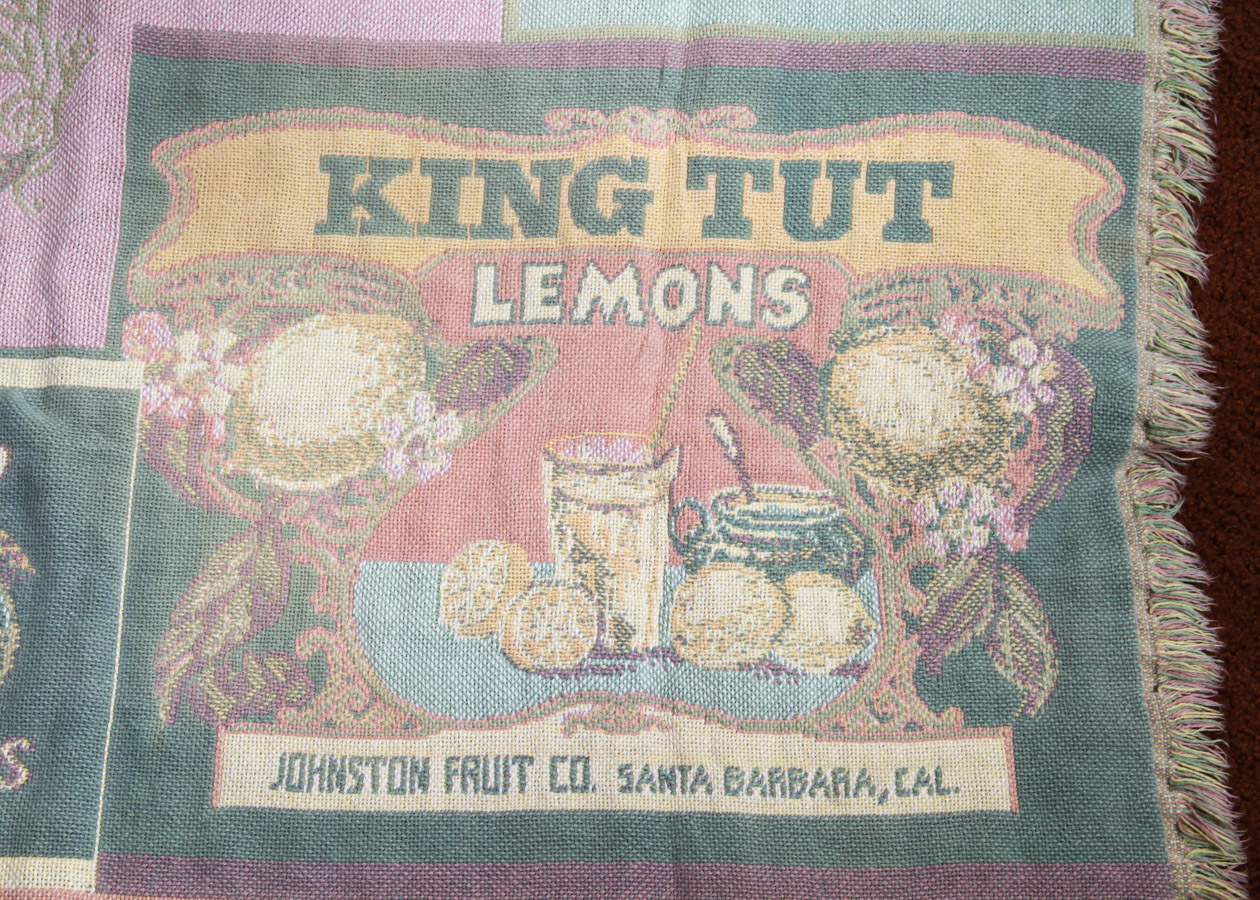 KING TUT
LEMONS
JOHNSTON FRUIT CO. SANTA BARBARA, CAL.